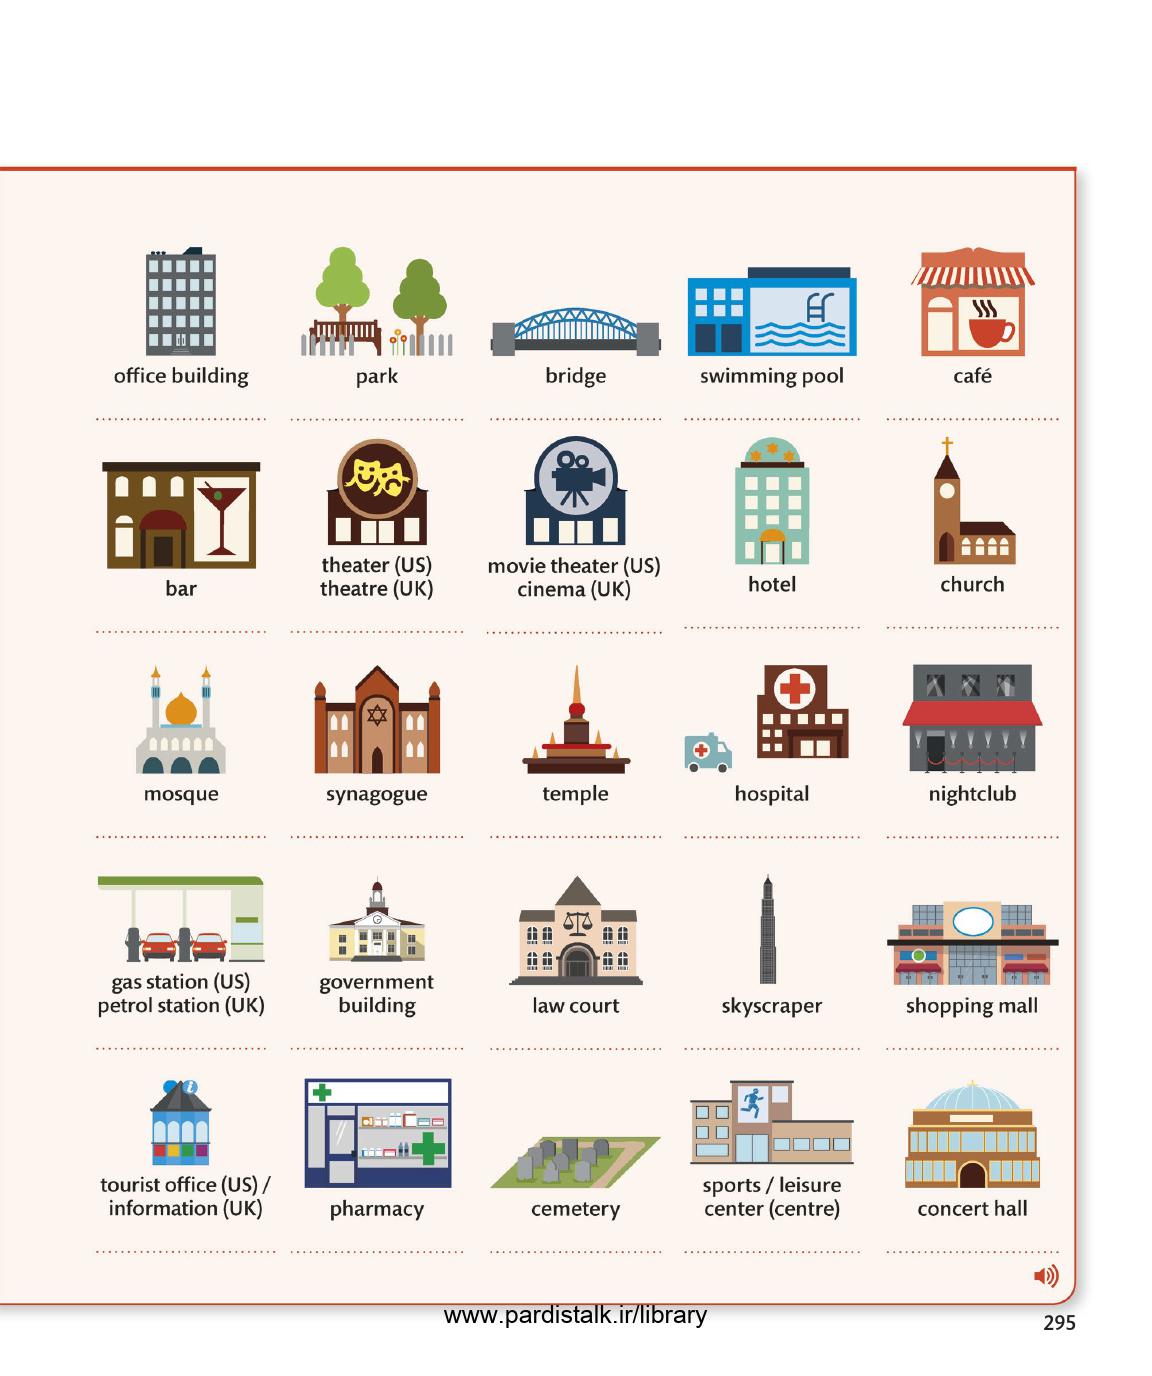 office building
park
bridge
swimming pool
café
bar
theater (US)
theatre (UK)
movie theater (US)
cinema (UK)
hotel
church
mosque
synagogue
temple
hospital
nightclub
gas station (US)
petrol station (UK)
government
building
law court
skyscraper
shopping mall
tourist office (US) /
information (UK)
pharmacy
cemetery
sports / leisure
center (centre)
concert hall
www.pardistalk.ir/library
295